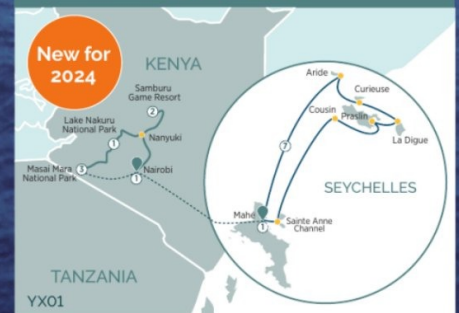 New for
2024
KENYA
Samburu
Game Resort
2
Lake Nakuru
National Park
1
Nanyuki
Masai Mara
National Park
3
Nairobi
1
TANZANIA
YX01
Aride
Curieuse
Cousin
Praslin
La Digue
7
SEYCHELLES
Mahé
1
Sainte Anne
Channel